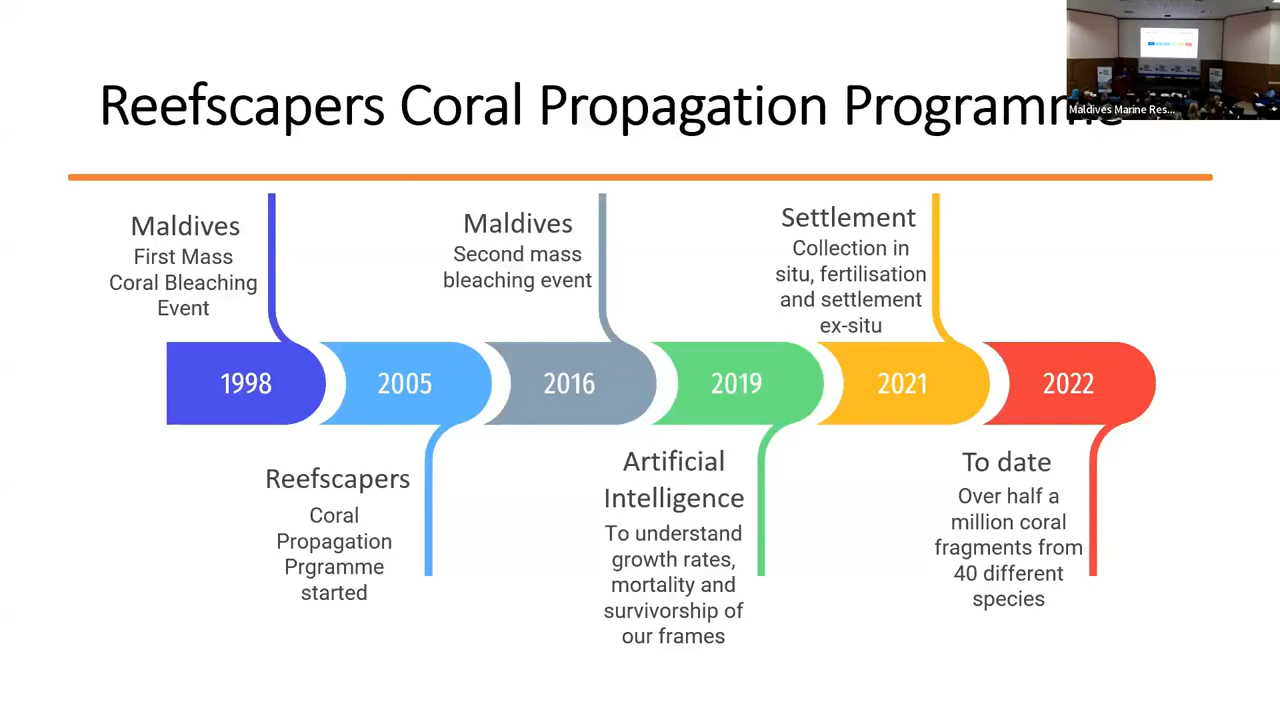 Reefscapers Coral Propagation Programme
Maldives Marine Res...
Maldives
First Mass
Coral Bleaching
Event
Maldives
Second mass
bleaching event
Settlement
Collection in
situ, fertilisation
and settlement
ex-situ
1998
2005
2016
2019
2021
2022
Reefscapers
Coral
Propagation
Prgramme
started
Artificial
Intelligence
To understand
growth rates,
mortality and
survivorship of
our frames
To date
Over half a
million coral
fragments from
40 different
species